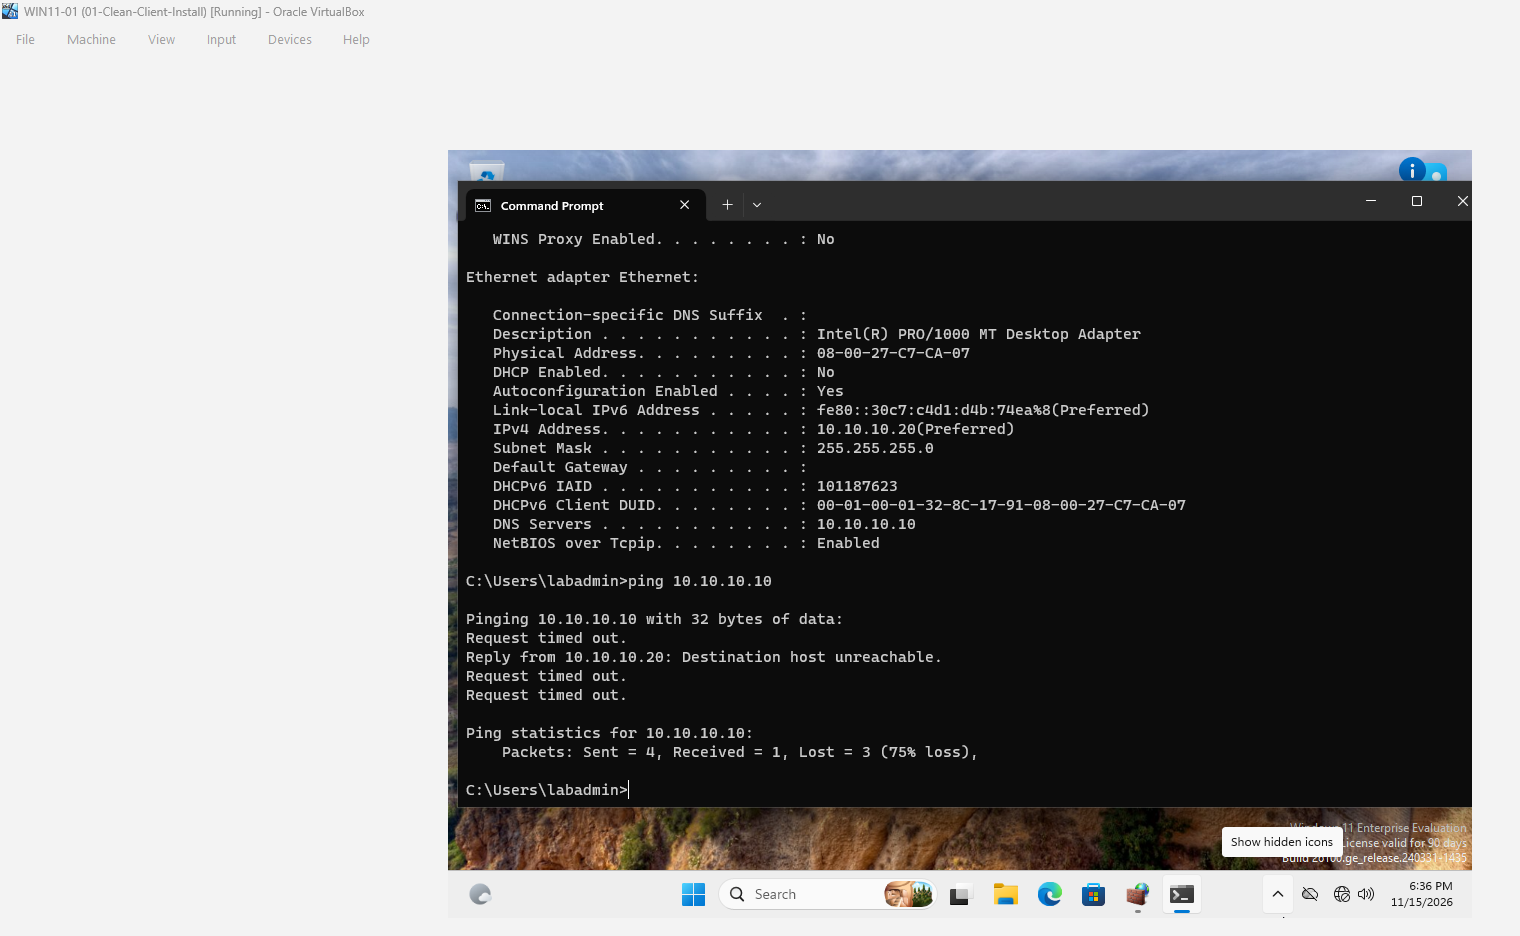 WIN11-01 (01-Clean-Client-Install) [Running] - Oracle VirtualBox
File Machine View Input Devices Help
Command Prompt
WINS Proxy Enabled. . . . . . . . : No
Ethernet adapter Ethernet:
Connection-specific DNS Suffix  . :
Description . . . . . . . . . . . : Intel(R) PRO/1000 MT Desktop Adapter
Physical Address. . . . . . . . . : 08-00-27-C7-CA-07
DHCP Enabled. . . . . . . . . . . : No
Autoconfiguration Enabled . . . . : Yes
Link-local IPv6 Address . . . . . : fe80::30c7:c4d1:d4b:74ea%8(Preferred)
IPv4 Address. . . . . . . . . . . : 10.10.10.20(Preferred)
Subnet Mask . . . . . . . . . . . : 255.255.255.0
Default Gateway . . . . . . . . . :
DHCPv6 IAID . . . . . . . . . . . : 101187623
DHCPv6 Client DUID. . . . . . . . : 00-01-00-01-32-8C-17-91-08-00-27-C7-CA-07
DNS Servers . . . . . . . . . . . : 10.10.10.10
NetBIOS over Tcpip. . . . . . . . : Enabled
C:\Users\labadmin>ping 10.10.10.10
Pinging 10.10.10.10 with 32 bytes of data:
Request timed out.
Reply from 10.10.10.20: Destination host unreachable.
Request timed out.
Request timed out.
Ping statistics for 10.10.10.10:
Packets: Sent = 4, Received = 1, Lost = 3 (75% loss),
C:\Users\labadmin>
11 Enterprise Evaluation
Show hidden icons
License valid for 90 days
Build 26100.ge_release.240331-1435
Search
6:36 PM
11/15/2026